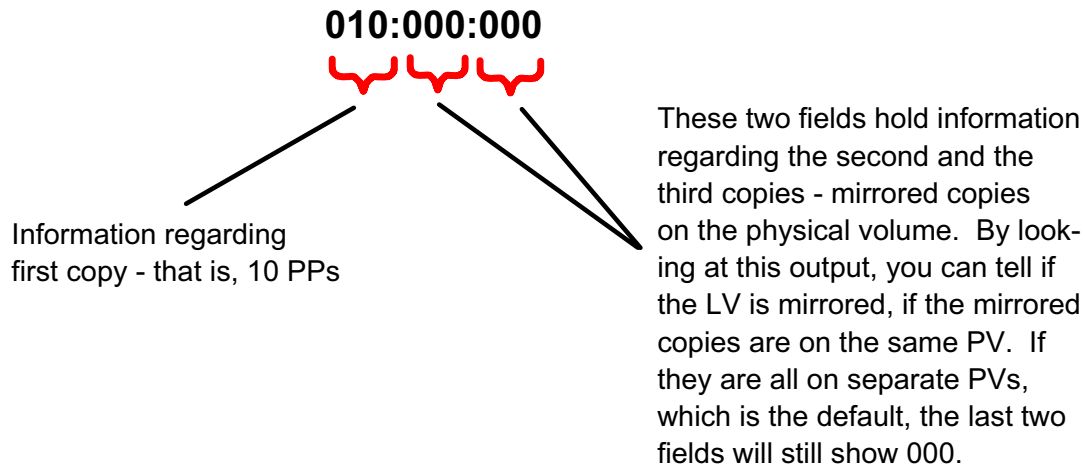 010:000:000
Information regarding
first copy - that is, 10 PPs
These two fields hold information
regarding the second and the
third copies - mirrored copies
on the physical volume.  By look-
ing at this output, you can tell if
the LV is mirrored, if the mirrored
copies are on the same PV.  If
they are all on separate PVs,
which is the default, the last two
fields will still show 000.